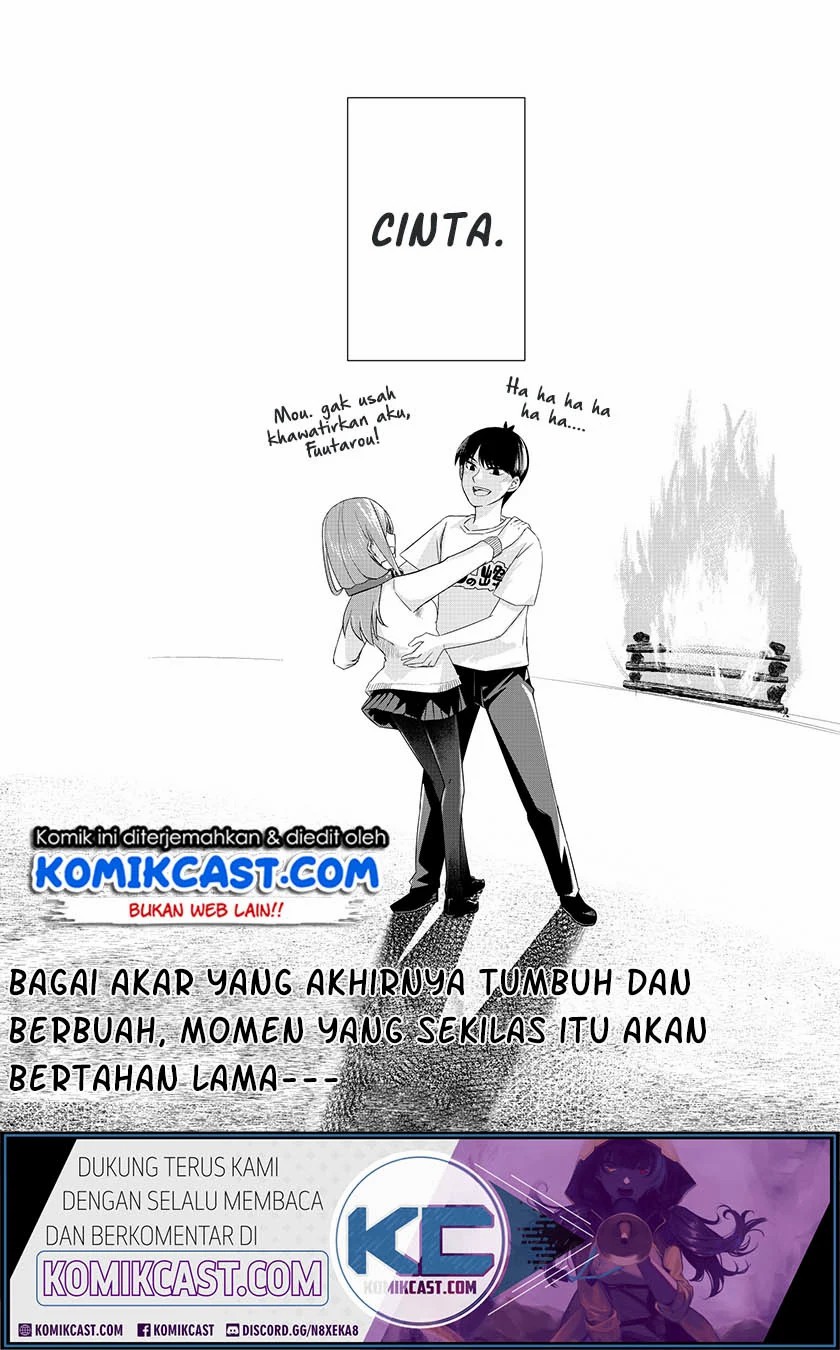 CINTA.
Mou. gak usah
khawatirkan aku,
Fuutarou!
Ha ha ha ha
ha ha....
の出
Komik ini diterjemahkan & diedit oleh
KOMIKCAST.COM
BUKAN WEB LAIN!!
BAGAI AKAR YANG AKHIRNYA TUMBUH DAN
BERBUAH, MOMEN YANG SEKILAS ITU AKAN
BERTAHAN LAMA---
DUKUNG TERUS KAMI
DENGAN SELALU MEMBACA
DAN BERKOMENTAR DI
KOMIKCAST.COM
KC
KOMIKCAST.COM
KOMIKCAST.COM KOMIKCAST DISCORD.GG/N8XEKA8